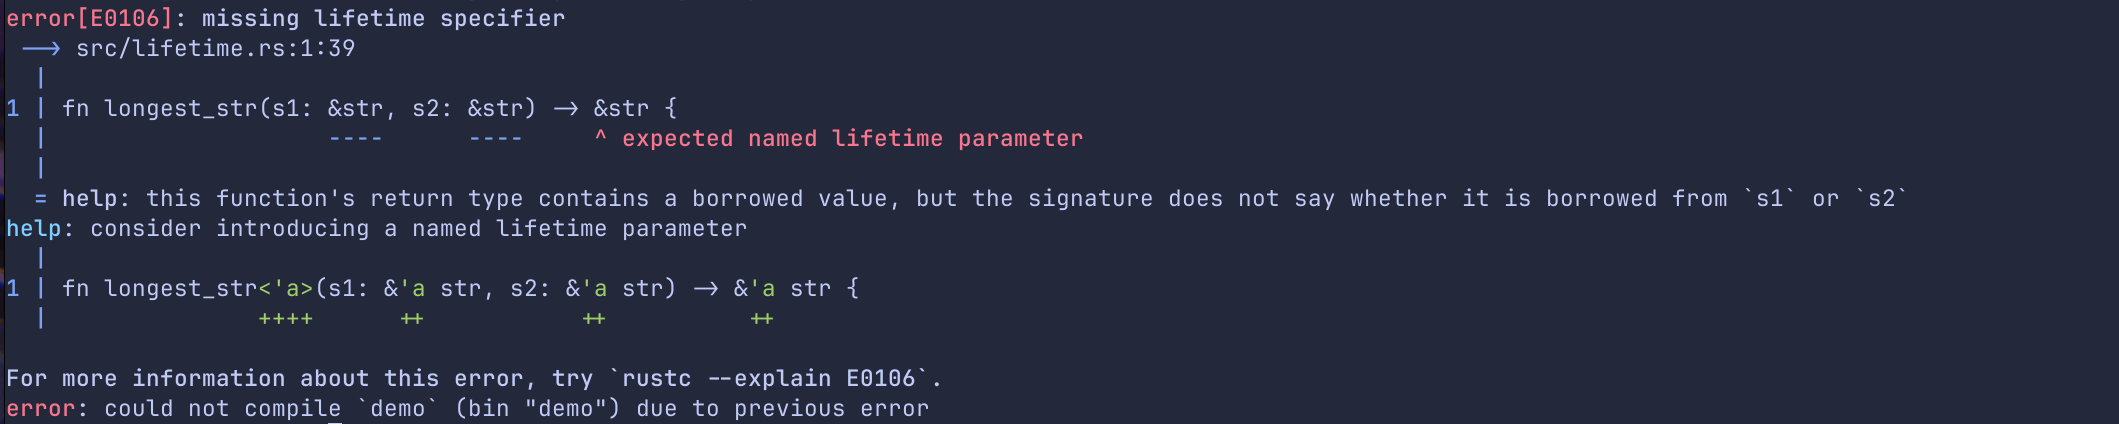 error[E0106]: missing lifetime specifier
 --> src/lifetime.rs:1:39
  |
1 | fn longest_str(s1: &str, s2: &str) -> &str {
  |                    ----      ----     ^ expected named lifetime parameter
  |
  = help: this function's return type contains a borrowed value, but the signature does not say whether it is borrowed from `s1` or `s2`
help: consider introducing a named lifetime parameter
  |
1 | fn longest_str<'a>(s1: &'a str, s2: &'a str) -> &'a str {
  |               ++++      ++           ++          ++

For more information about this error, try `rustc --explain E0106`.
error: could not compile `demo` (bin "demo") due to previous error